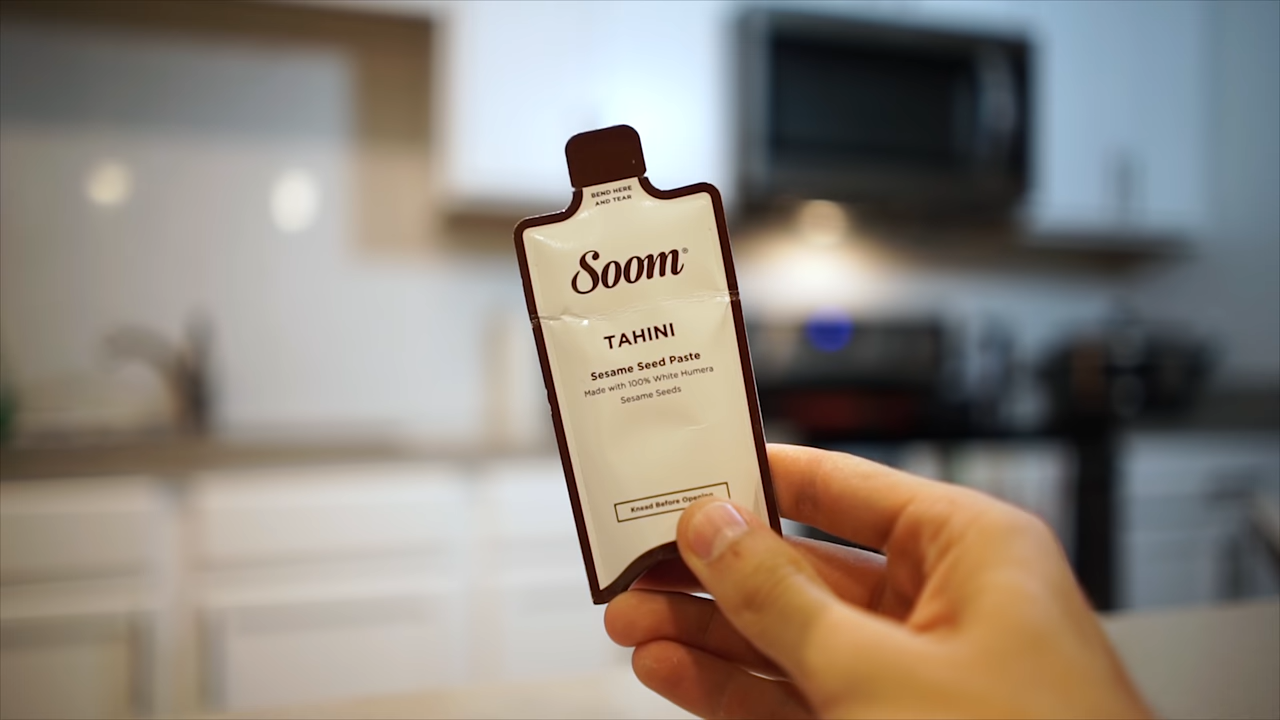 BEND HERE
AND TEAR
Soom®
TAHINI
Sesame Seed Paste
Made with 100% White Humera
Sesame Seeds
Knead Before Opening